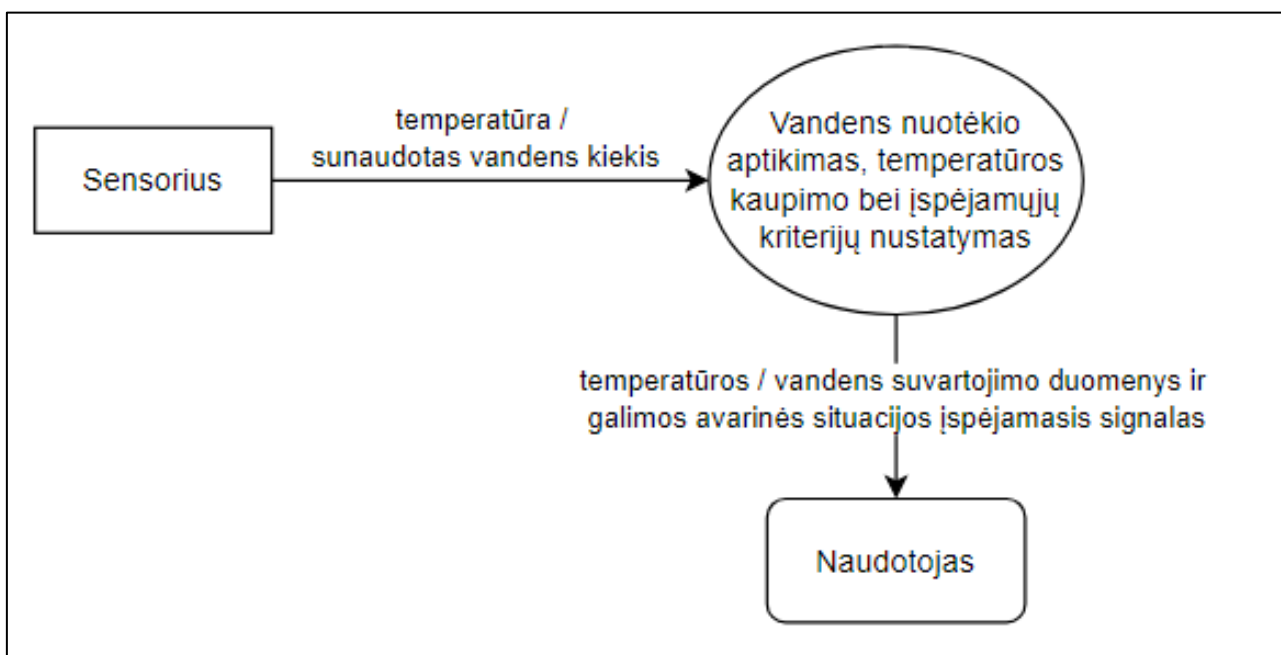 temperatūra /
sunaudotas vandens kiekis
Sensorius
Vandens nuotėkio
aptikimas, temperatūros
kaupimo bei įspėjamųjų
kriterijų nustatymas
temperatūros / vandens suvartojimo duomenys ir
galimos avarinės situacijos įspėjamasis signalas
Naudotojas